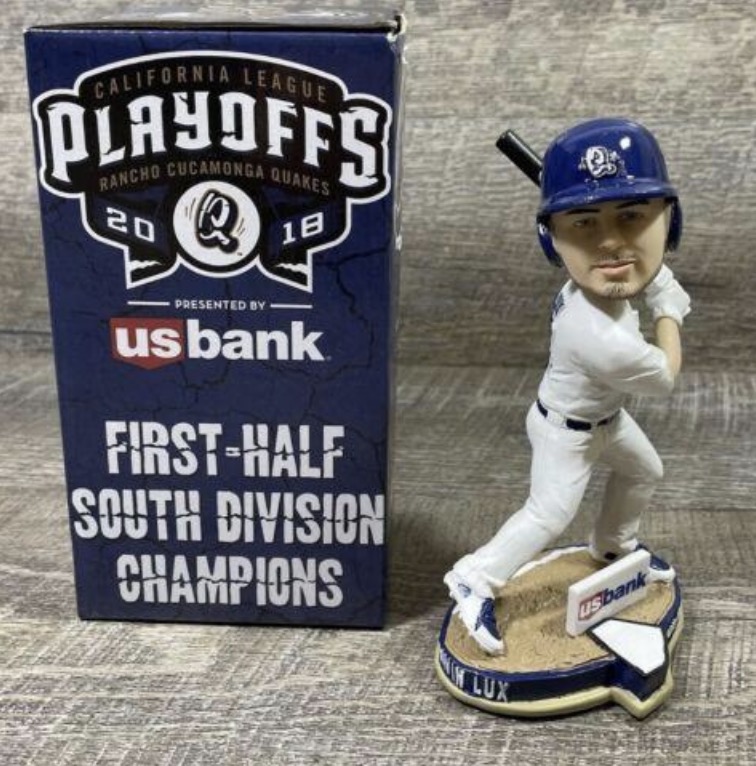 CALIFORNIA LEAGUE
PLAYOFFS
RANCHO CUCAMONGA QUAKES
20 Q 18
PRESENTED BY
usbank
FIRST-HALF
SOUTH DIVISION
CHAMPIONS
Q
usbank
LUX